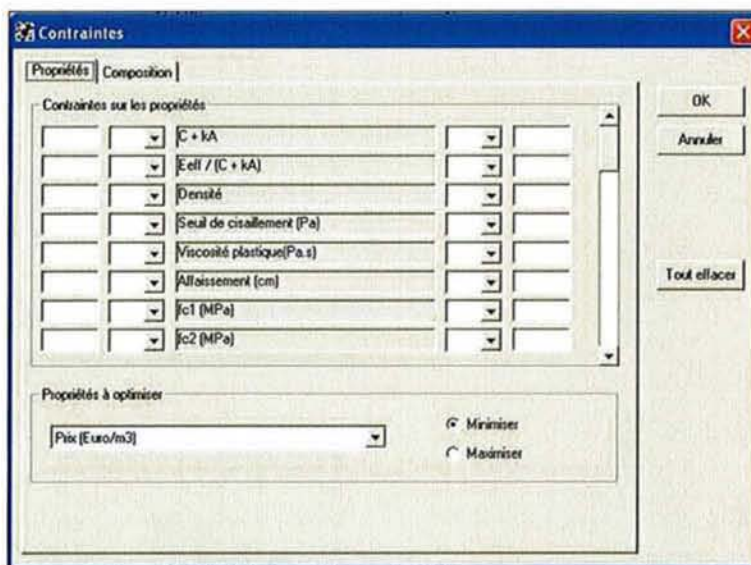 Contraintes
Propriétés Composition
Contraintes sur les propriétés
OK
C + kA
Annuler
Eeff / (C + kA)
Densité
Seuil de cisaillement (Pa)
Viscosité plastique(Pa.s)
Affaissement (cm)
Tout effacer
fc1 (MPa)
fc2 (MPa)
Propriétés à optimiser
Minimiser
Prix (Euro/m3)
Maximiser